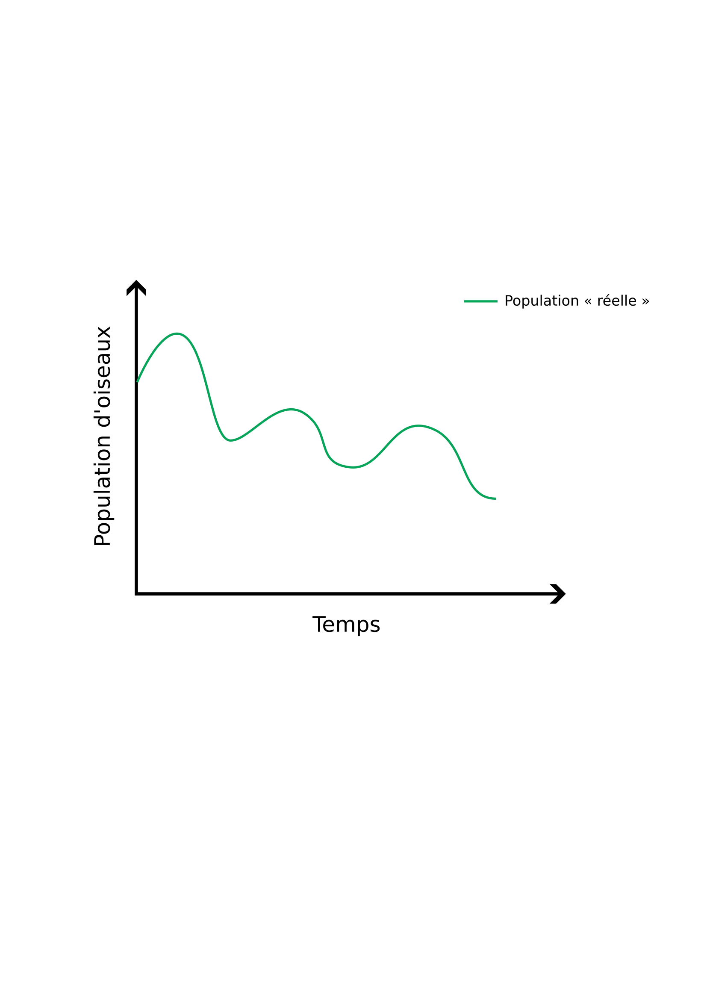 Population « réelle »
Population d'oiseaux
Temps